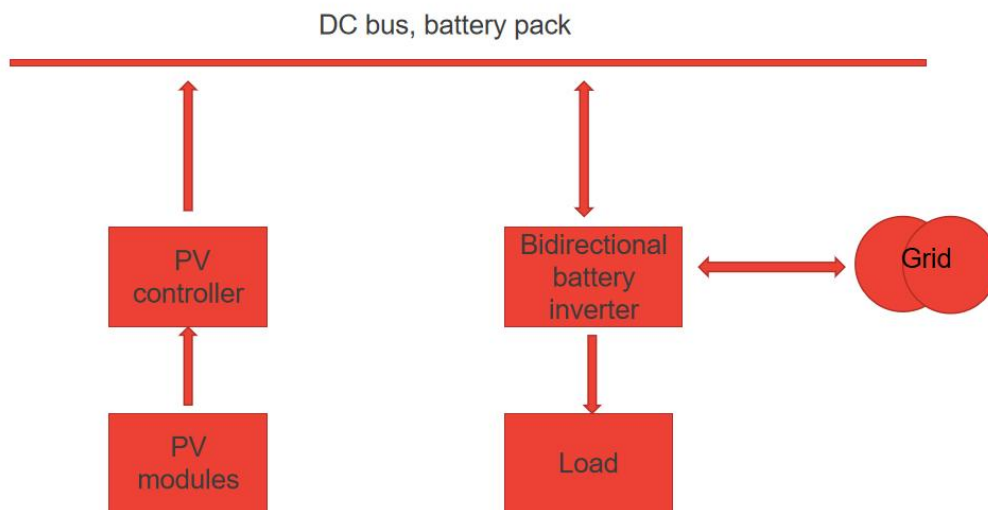 DC bus, battery pack
PV
controller
Bidirectional
battery
inverter
Grid
PV
modules
Load